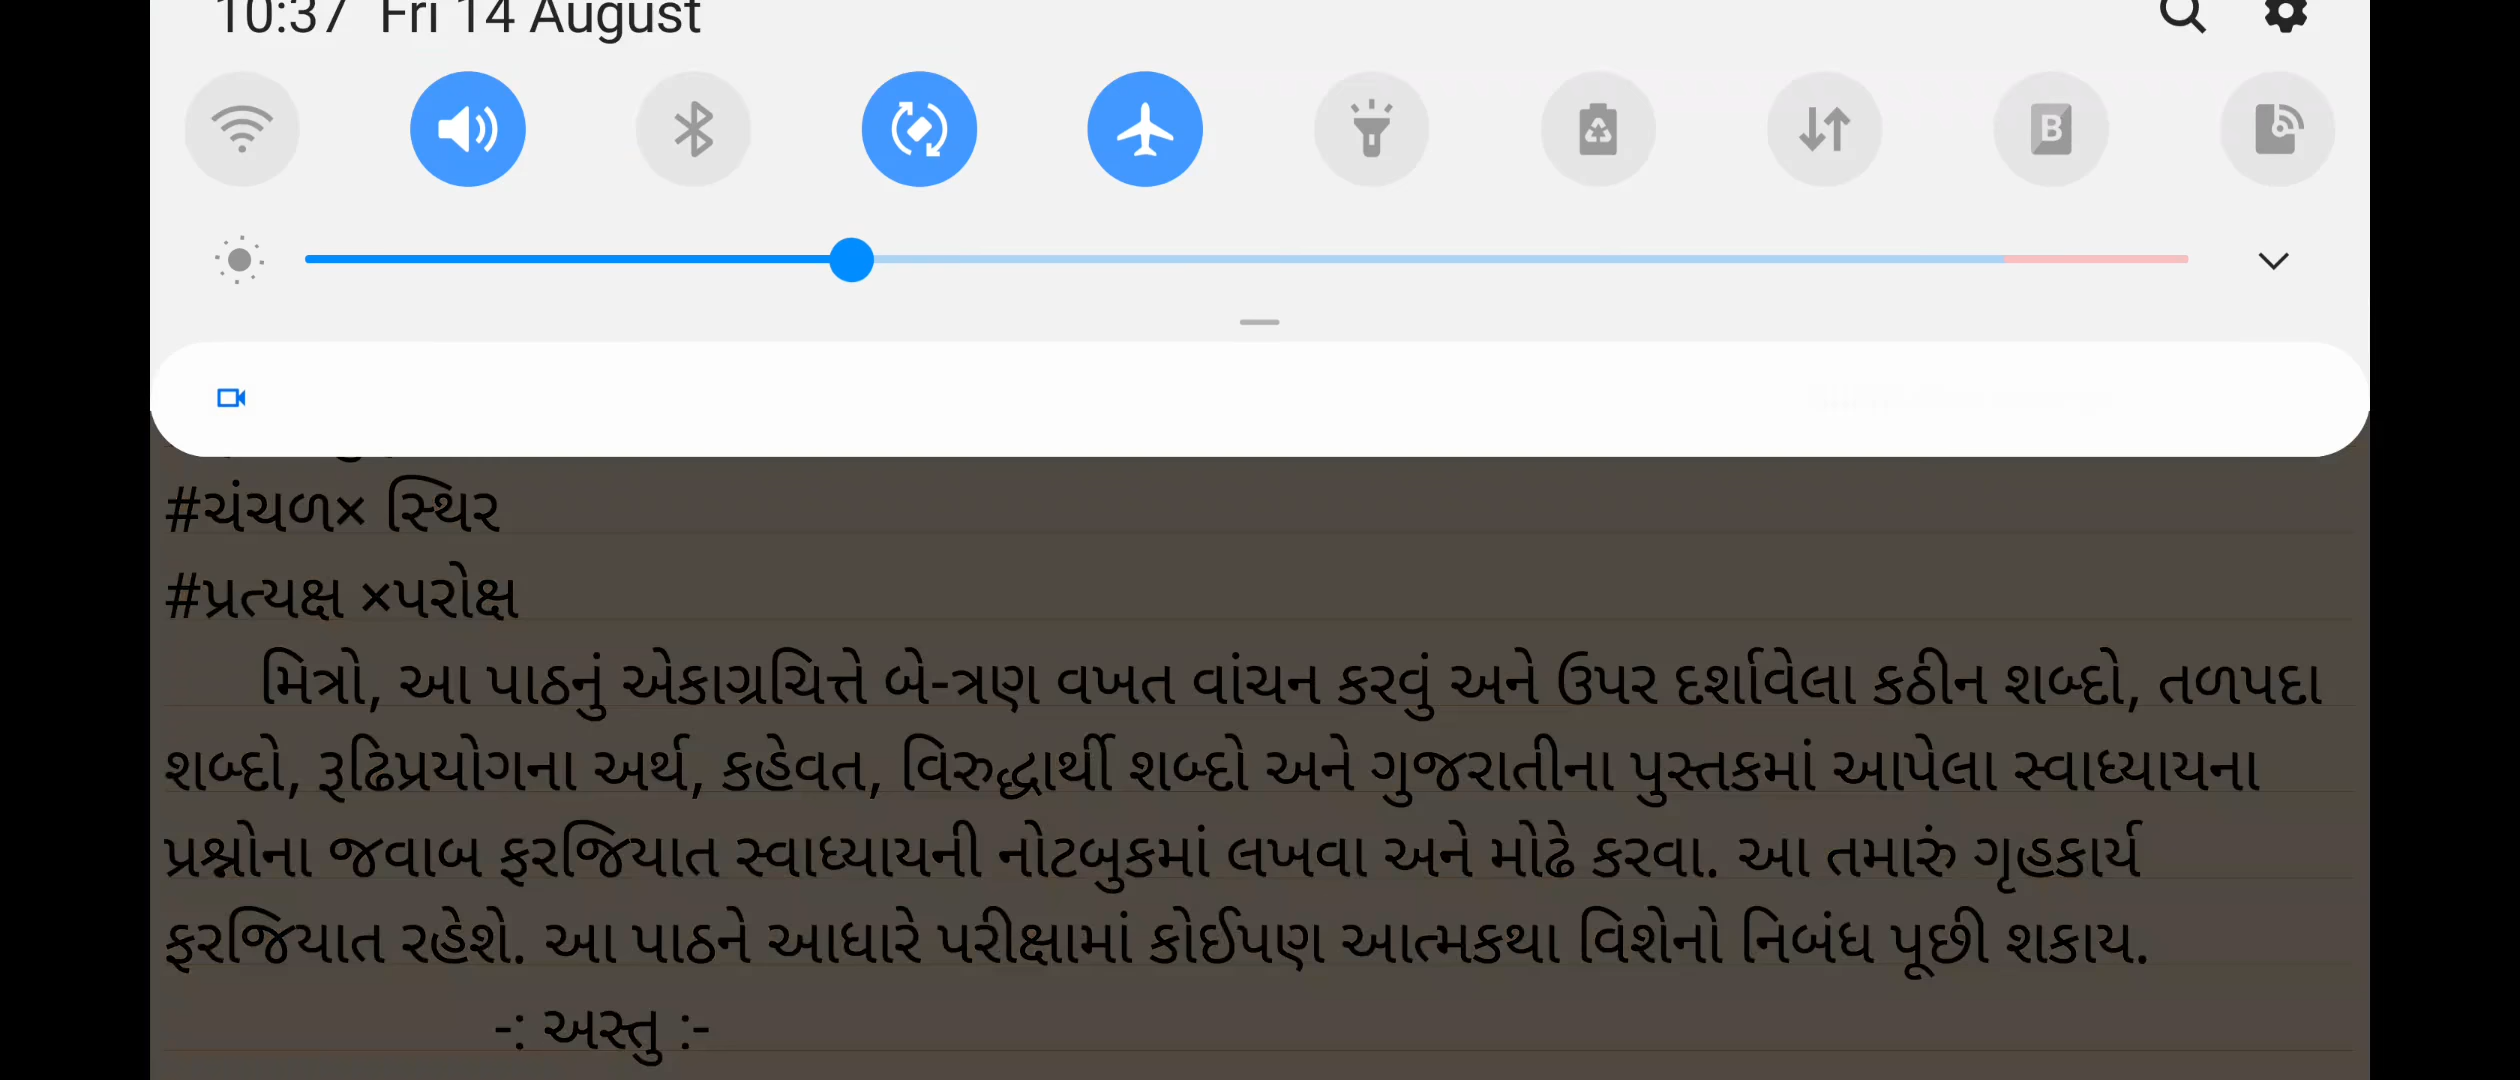 10:37 Fri 14 August
B
#ચંચળ× સ્થિર
#પ્રત્યક્ષ ×પરોક્ષ
મિત્રો, આ પાઠનું એકાગ્રચિત્તે બે-ત્રણ વખત વાંચન કરવું અને ઉપર દર્શાવેલા કઠીન શબ્દો, તળપદા
શબ્દો, રૂઢિપ્રયોગના અર્થ, કહેવત, વિરુદ્ધાર્થી શબ્દો અને ગુજરાતીના પુસ્તકમાં આપેલા સ્વાધ્યાયના
પ્રશ્નોના જવાબ ફરજિયાત સ્વાધ્યાયની નોટબુકમાં લખવા અને મોઢે કરવા. આ તમારું ગૃહકાર્ય
ફરજિયાત રહેશે. આ પાઠને આધારે પરીક્ષામાં કોઈપણ આત્મકથા વિશેનો નિબંધ પૂછી શકાય.
-: અસ્તુ :-